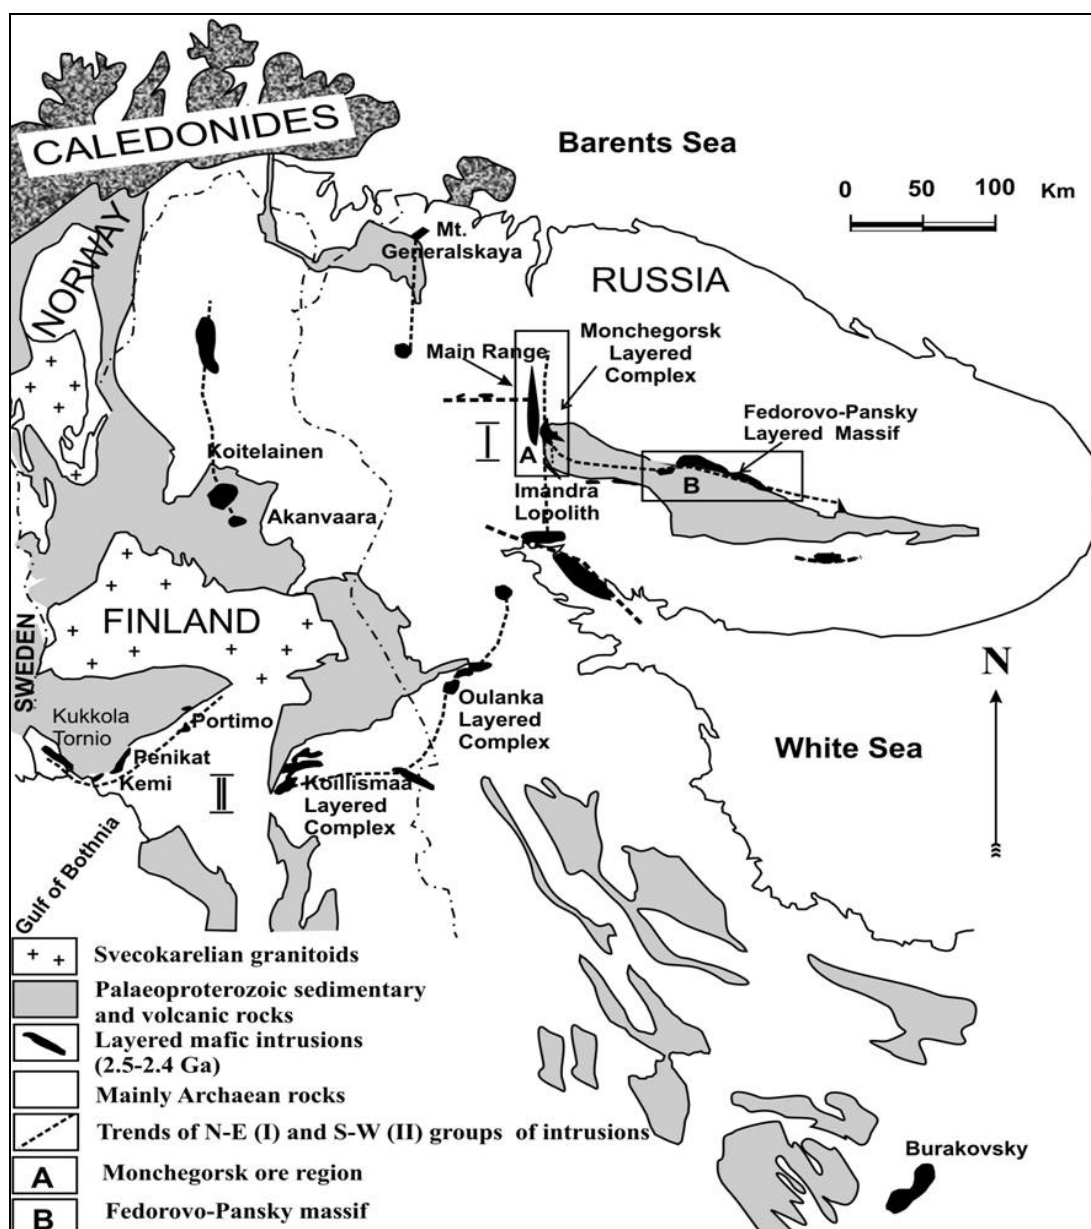 CALEDONIDES
Barents Sea
0 50 100 Km
NORWAY
Mt.
Generalskaya
RUSSIA
Main Range
Monchegorsk
Layered
Complex
I
A
Fedorovo-Pansky
Layered Massif
B
Imandra
Lopolith
Koitelainen
Akanvaara
FINLAND
SWEDEN
N
Kukkola
Tornio
Portimo
Penikat
Kemi
II
Oulanka
Layered
Complex
Koillismaa
Layered
Complex
White Sea
Gulf of Bothnia
Burakovsky
Svecokarelian granitoids
Palaeoproterozoic sedimentary
and volcanic rocks
Layered mafic intrusions
(2.5-2.4 Ga)
Mainly Archaean rocks
Trends of N-E (I) and S-W (II) groups of intrusions
A Monchegorsk ore region
B Fedorovo-Pansky massif